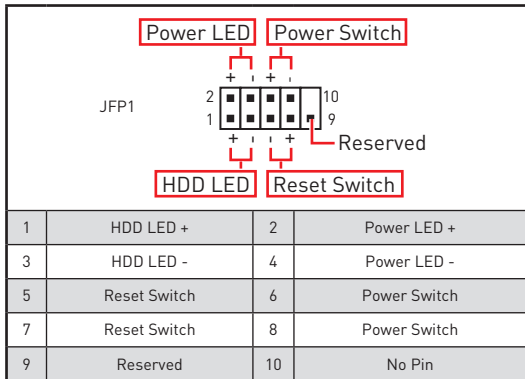 Power LED Power Switch
+ - + -
2 10
JFP1
1 9
+ - - +
Reserved
HDD LED Reset Switch
1 HDD LED + 2 Power LED +
3 HDD LED - 4 Power LED -
5 Reset Switch 6 Power Switch
7 Reset Switch 8 Power Switch
9 Reserved 10 No Pin